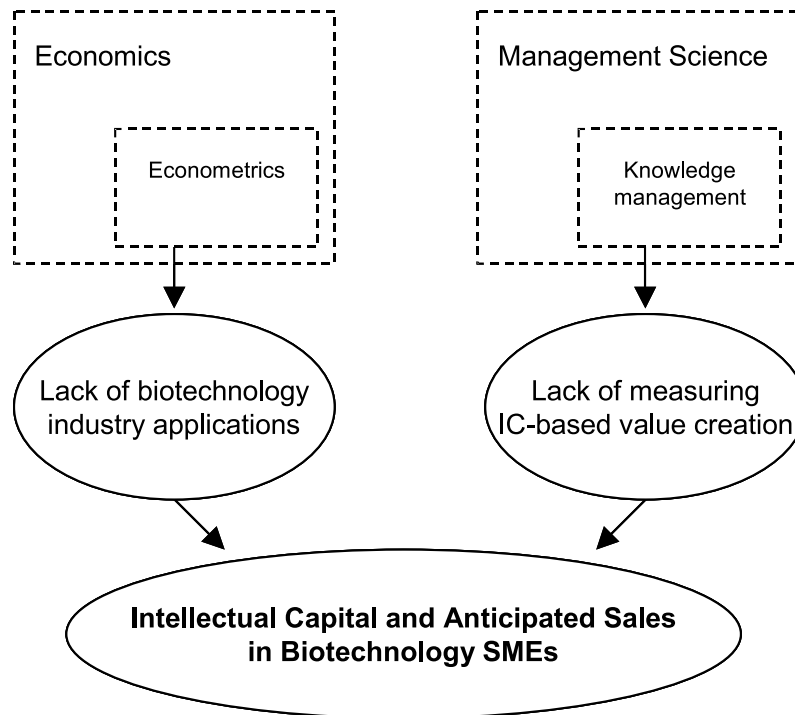 Economics
Econometrics
Management Science
Knowledge
management
Lack of biotechnology
industry applications
Lack of measuring
IC-based value creation
Intellectual Capital and Anticipated Sales
in Biotechnology SMEs